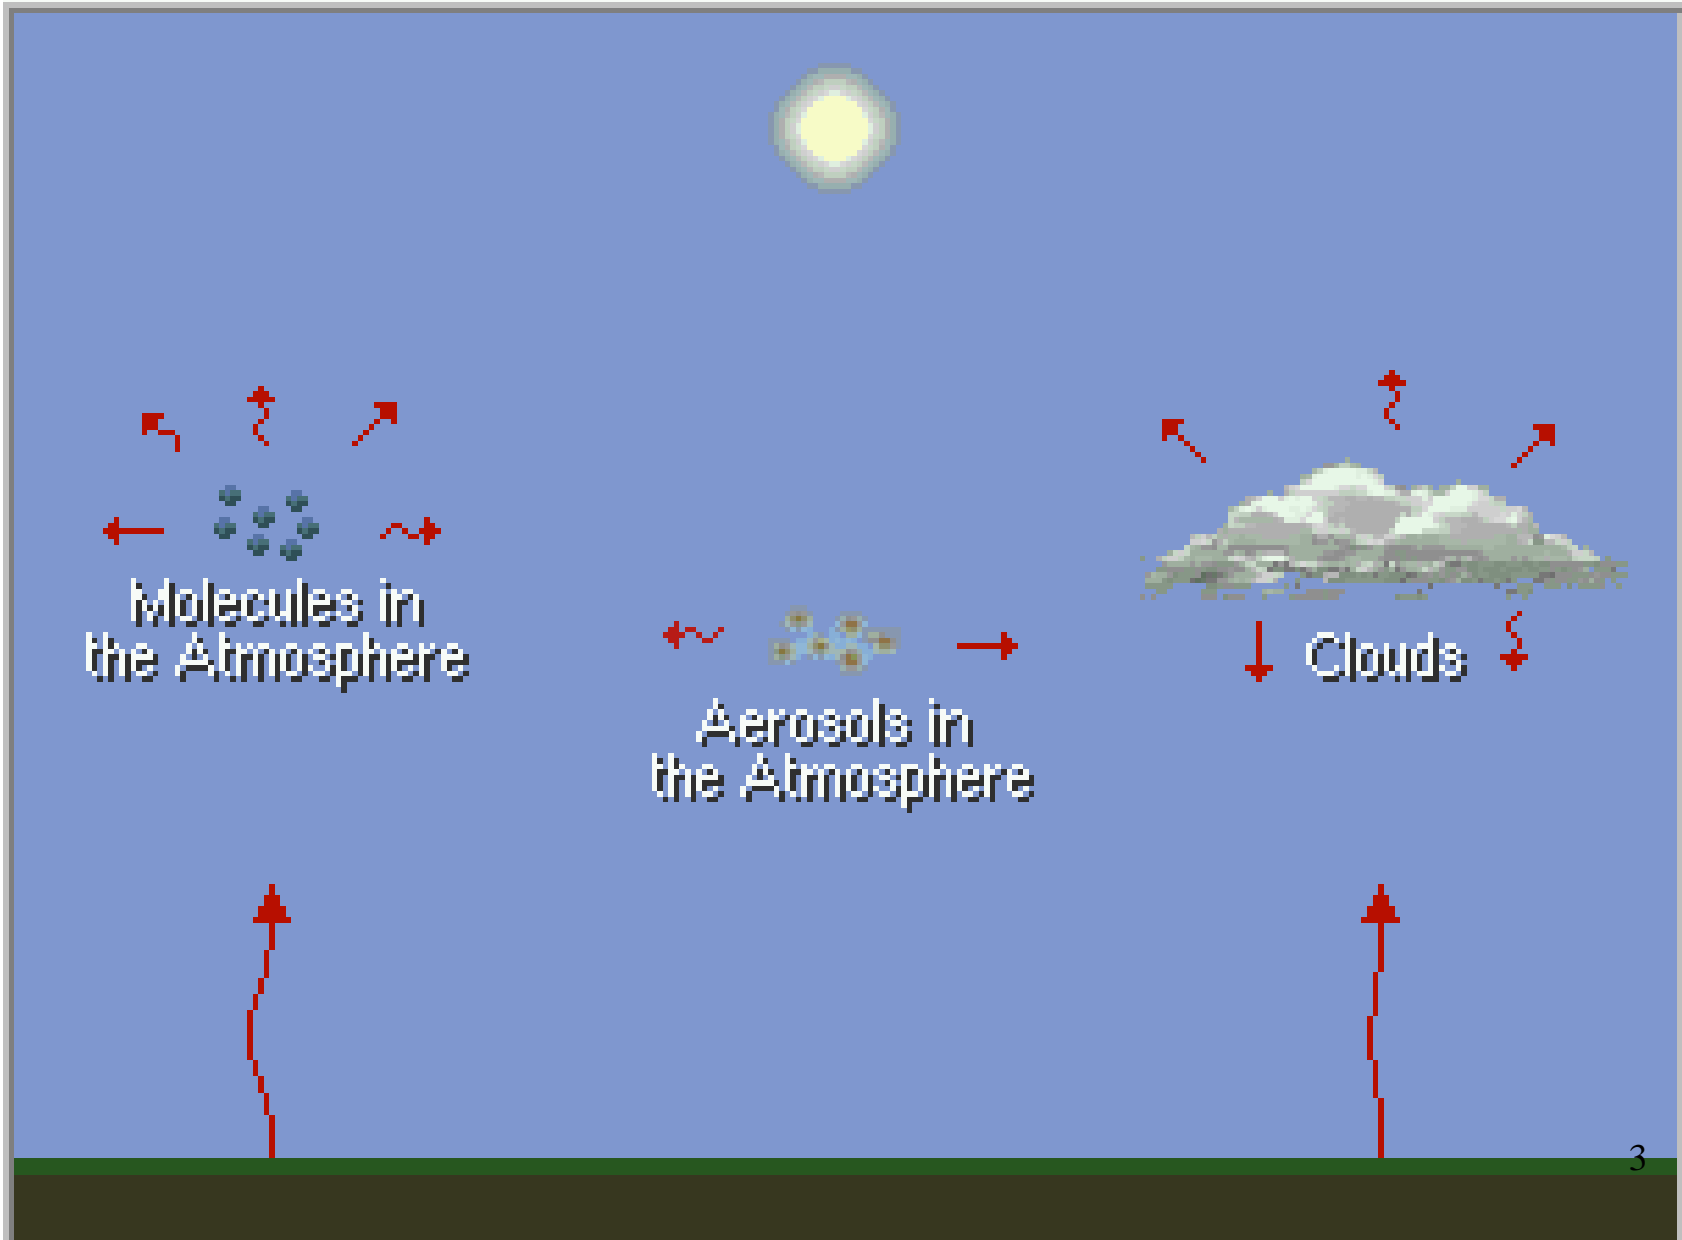 Molecules in
the Atmosphere
Aerosols in
the Atmosphere
Clouds
3